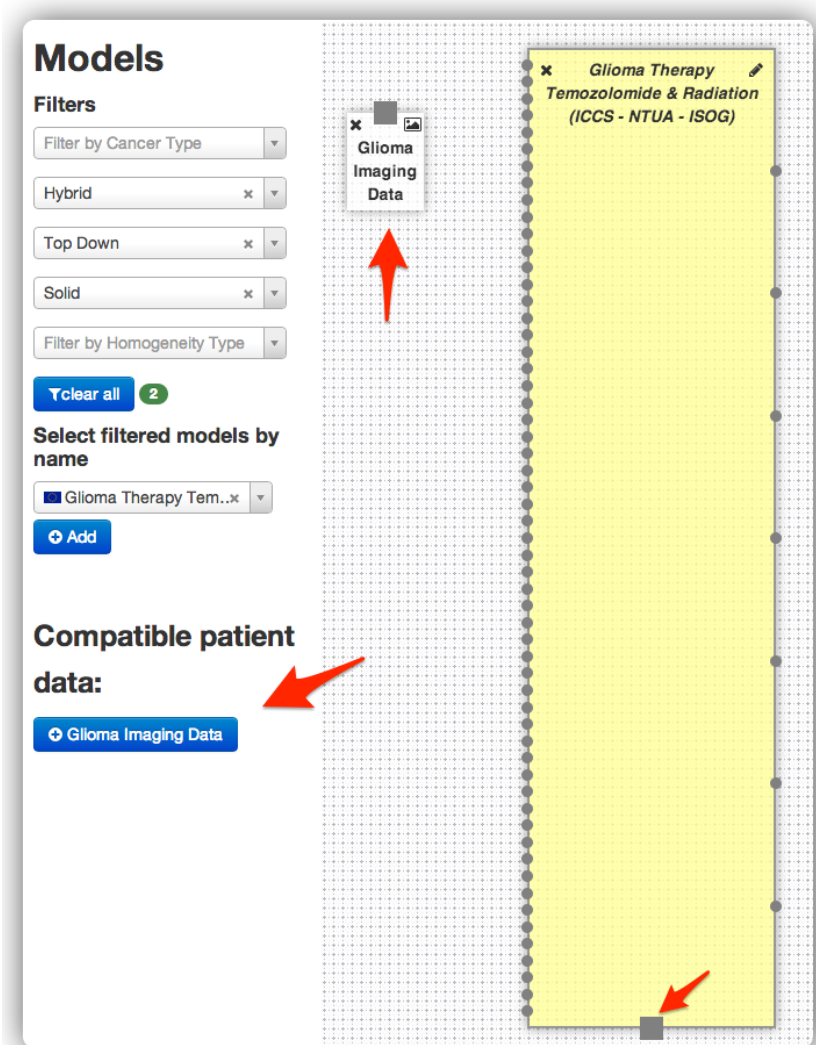 Models
Filters
Filter by Cancer Type
Hybrid
Top Down
Solid
Filter by Homogeneity Type
clear all 2
Select filtered models by
name
Glioma Therapy Tem..
Add
Compatible patient
data:
Glioma Imaging Data
Glioma
Imaging
Data
Glioma Therapy
Temozolomide & Radiation
(ICCS - NTUA - ISOG)